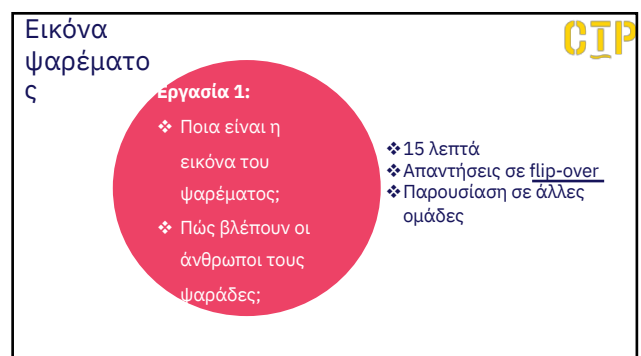 Εικόνα
ψαρέματο
ς
CTP
Εργασία 1:
❖ Ποια είναι η
εικόνα του
ψαρέματος;
❖ Πώς βλέπουν οι
άνθρωποι τους
ψαράδες;
❖15 λεπτά
❖Απαντήσεις σε flip-over
❖Παρουσίαση σε άλλες
ομάδες